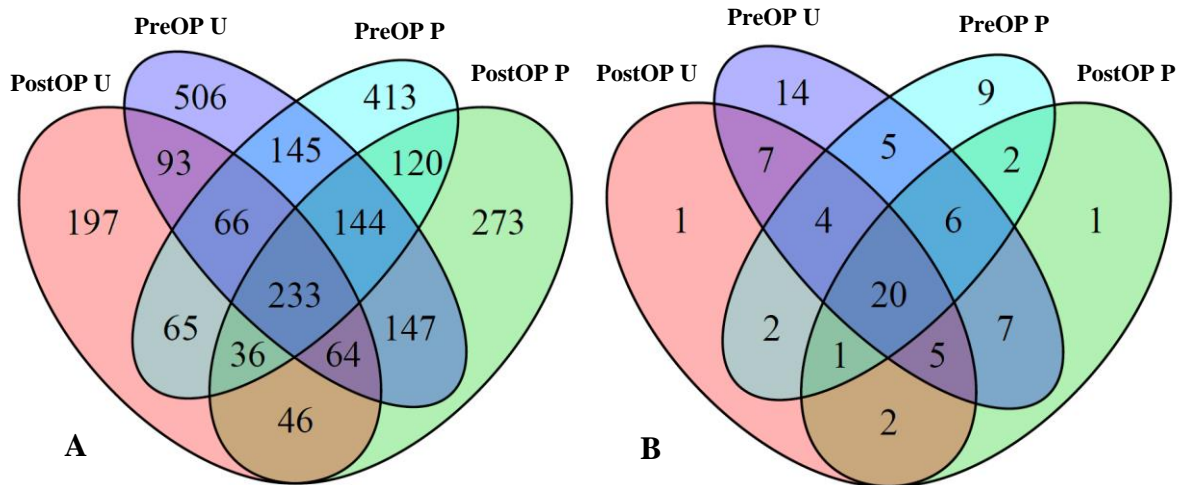 PreOP U PreOP P
PostOP U PostOP P
506 413
93 145 120
197 66 144 273
233
65 36 64 147
46
A
PreOP U PreOP P
PostOP U PostOP P
14 9
7 5 2
1 4 6 1
20
2 1 5 7
2
B